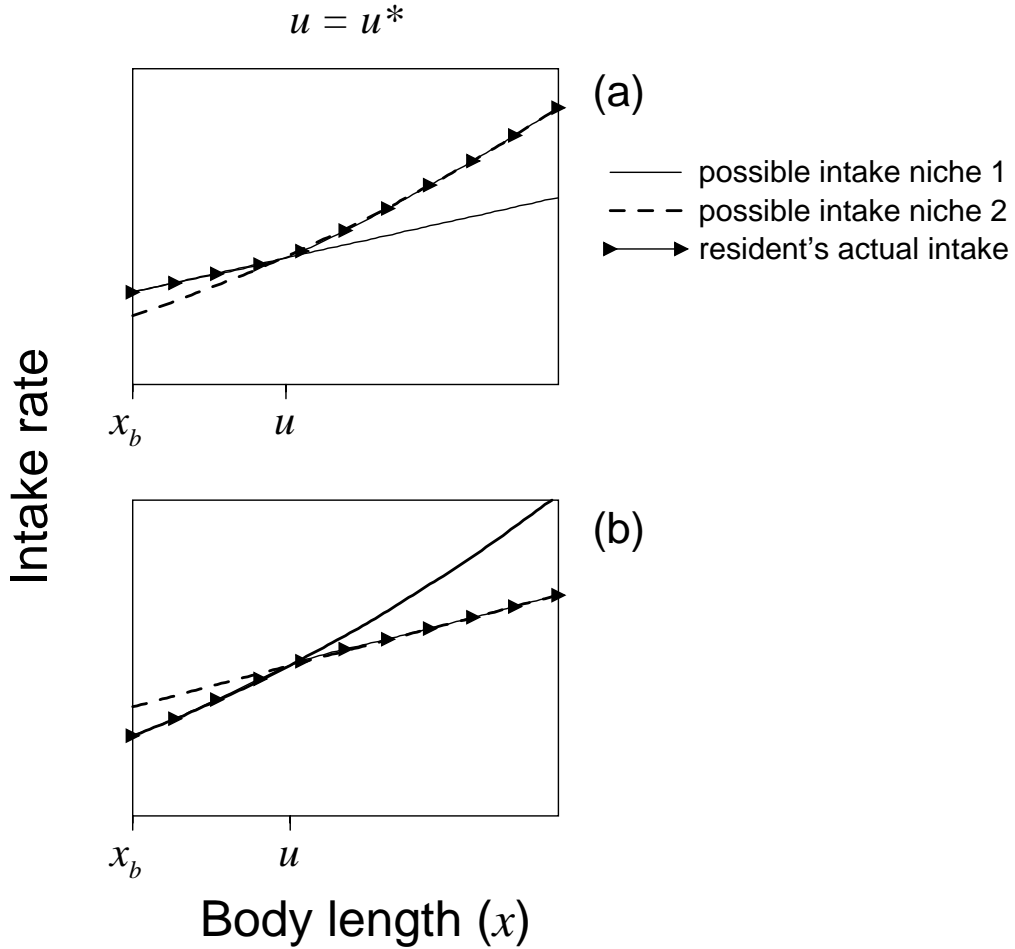 u = u*
(a)
possible intake niche 1
possible intake niche 2
resident's actual intake
x_b u
Intake rate
(b)
x_b u
Body length (x)